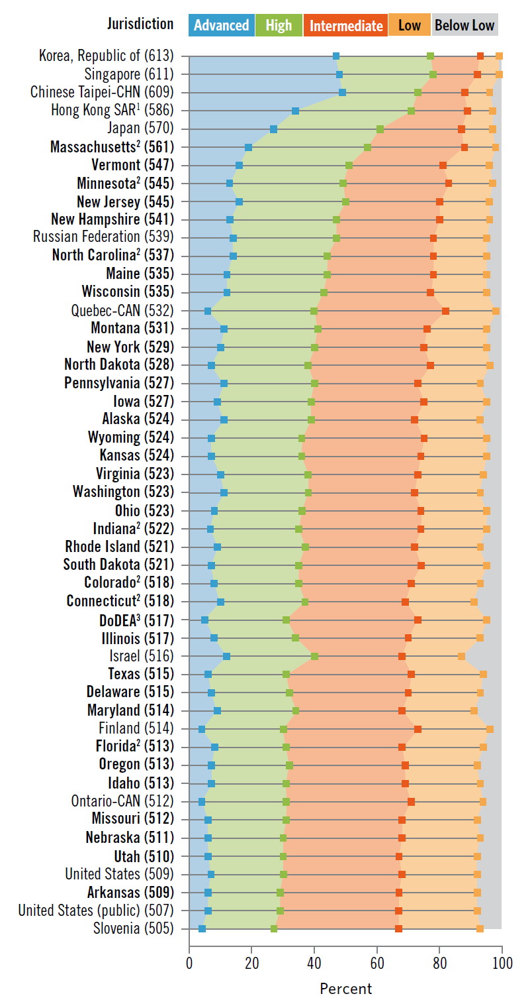 Jurisdiction Advanced High Intermediate Low Below Low
Korea, Republic of (613)
Singapore (611)
Chinese Taipei-CHN (609)
Hong Kong SAR¹ (586)
Japan (570)
Massachusetts² (561)
Vermont (547)
Minnesota² (545)
New Jersey (545)
New Hampshire (541)
Russian Federation (539)
North Carolina² (537)
Maine (535)
Wisconsin (535)
Quebec-CAN (532)
Montana (531)
New York (529)
North Dakota (528)
Pennsylvania (527)
Iowa (527)
Alaska (524)
Wyoming (524)
Kansas (524)
Virginia (523)
Washington (523)
Ohio (523)
Indiana² (522)
Rhode Island (521)
South Dakota (521)
Colorado² (518)
Connecticut² (518)
DoDEA³ (517)
Illinois (517)
Israel (516)
Texas (515)
Delaware (515)
Maryland (514)
Finland (514)
Florida² (513)
Oregon (513)
Idaho (513)
Ontario-CAN (512)
Missouri (512)
Nebraska (511)
Utah (510)
United States (509)
Arkansas (509)
United States (public) (507)
Slovenia (505)
0 20 40 60 80 100
Percent